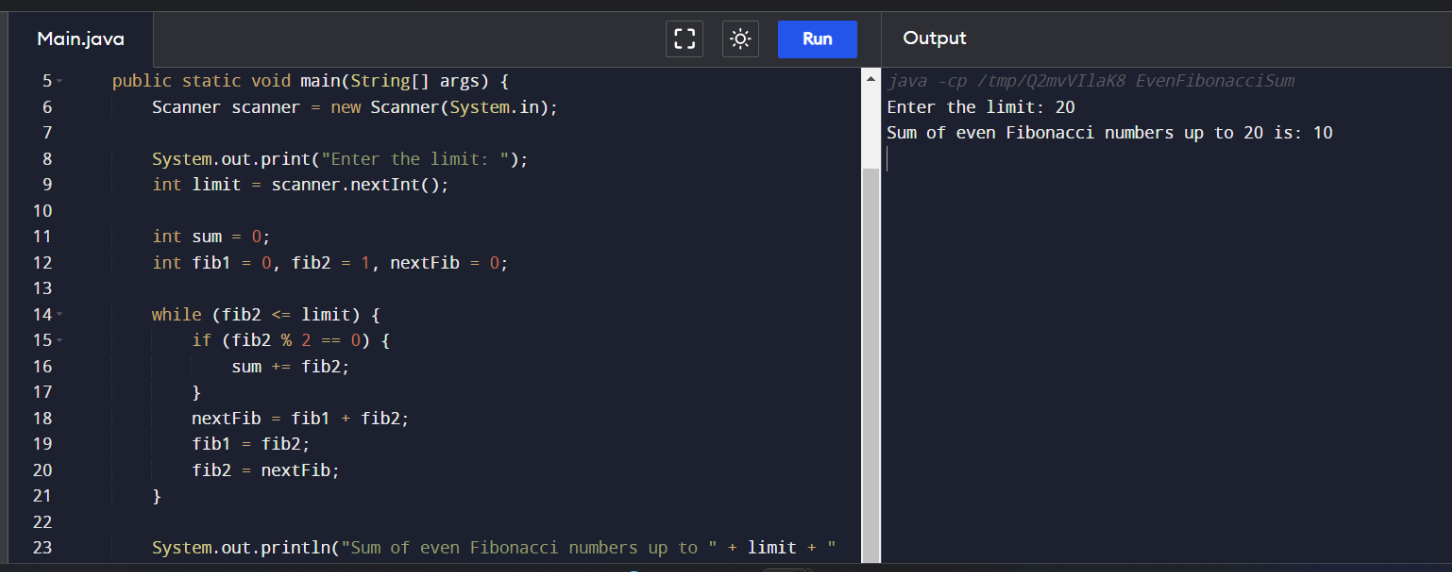 Main.java
Run
Output
5 public static void main(String[] args) {
6 Scanner scanner = new Scanner(System.in);
7
8 System.out.print("Enter the limit: ");
9 int limit = scanner.nextInt();
10
11 int sum = 0;
12 int fib1 = 0, fib2 = 1, nextFib = 0;
13
14 while (fib2 <= limit) {
15 if (fib2 % 2 == 0) {
16 sum += fib2;
17 }
18 nextFib = fib1 + fib2;
19 fib1 = fib2;
20 fib2 = nextFib;
21 }
22
23 System.out.println("Sum of even Fibonacci numbers up to " + limit + "
java -cp /tmp/Q2mvVIlaK8 EvenFibonacciSum
Enter the limit: 20
Sum of even Fibonacci numbers up to 20 is: 10